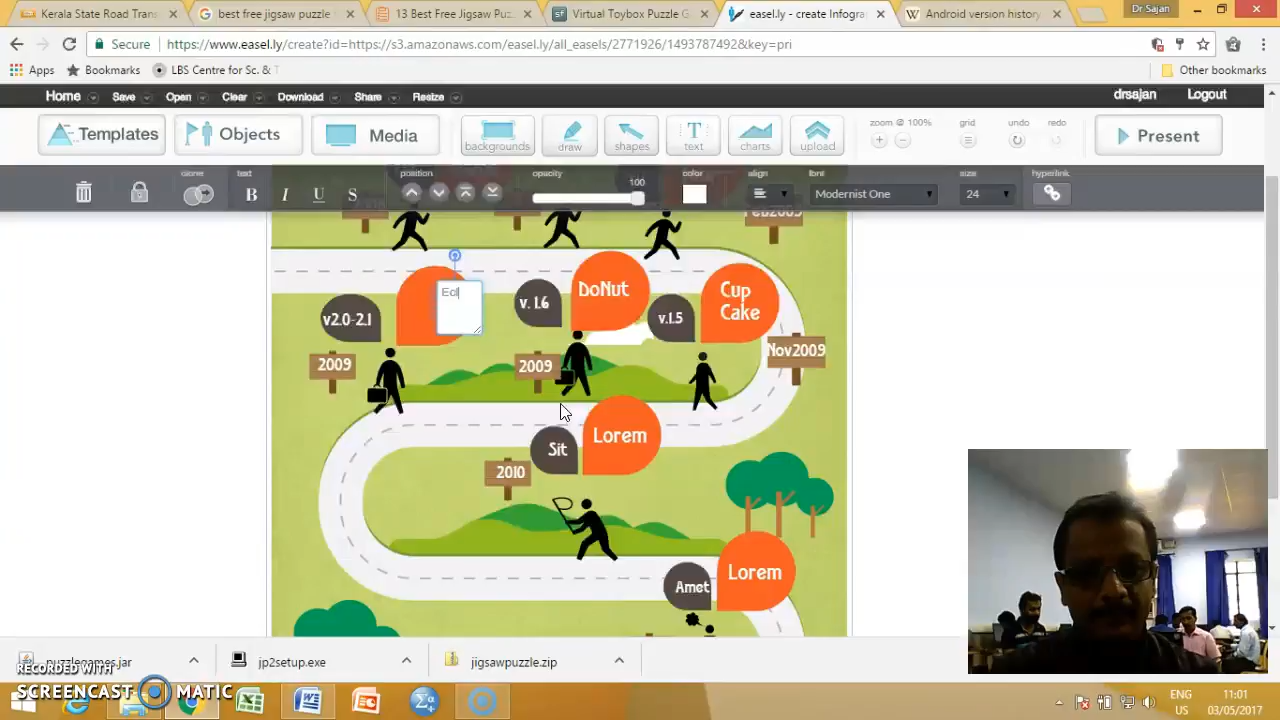 Kerala State Road Trans
best free jigsaw puzzle
13 Best Free Jigsaw Puz
Virtual Toybox Puzzle G
easel.ly - create Infogra
Android version history
Dr Sajan
Secure
https://www.easel.ly/create?id=https://s3.amazonaws.com/easel.ly/all_easels/2771926/1493787492&key=pri
Apps
Bookmarks
LBS Centre for Sc. & T
Other bookmarks
Home
Save
Open
Clear
Download
Share
Resize
drsajan
Logout
Templates
Objects
Media
backgrounds
draw
shapes
text
charts
upload
zoom @ 100%
grid
undo
redo
Present
clone
text
position
opacity
100
color
align
font
size
hyperlink
B
I
U
S
Modernist One
24
Feb2009
v2.0-2.1
Ecl
v. 1.6
DoNut
v.1.5
Cup
Cake
2009
2009
Nov2009
Sit
Lorem
2010
Amet
Lorem
puzzlegames.jar
jp2setup.exe
jigsawpuzzle.zip
RECORDED WITH
SCREENCAST
MATIC
ENG
US
11:01
03/05/2017